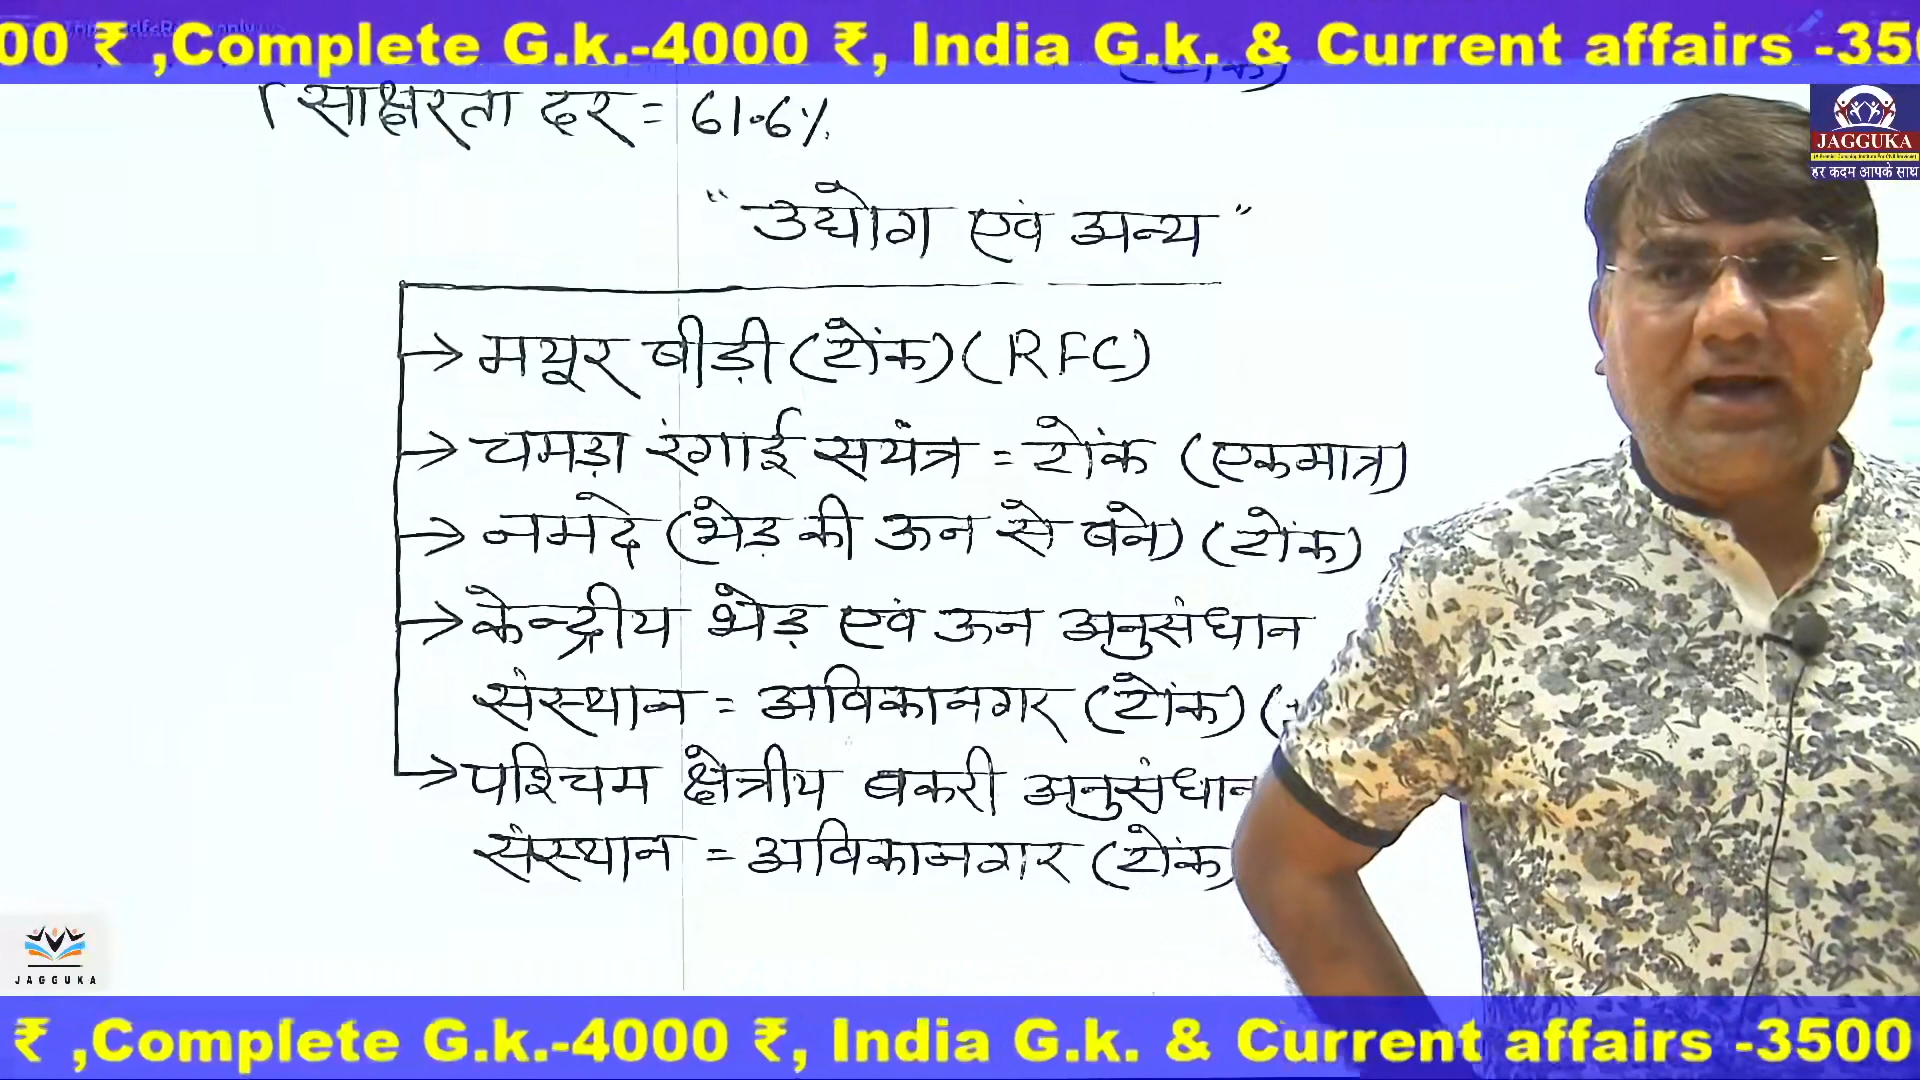 00 ₹ ,Complete G.k.-4000 ₹, India G.k. & Current affairs -350
साक्षरता दर = 61.6%
"उद्योग एवं अन्य"
→ मयूर बीड़ी (टोंक) (RFC)
→ चमड़ा रंगाई सयंत्र = टोंक (एकमात्र)
→ नमदे (भेड़ की ऊन से बने) (टोंक)
→ केन्द्रीय भेड़ एवं ऊन अनुसंधान
संस्थान = अविकानगर (टोंक) (
→ पश्चिम क्षेत्रीय बकरी अनुसंधान
संस्थान = अविकानगर (टोंक
JAGGUKA
हर कदम आपके साथ
JAGGUKA
₹ ,Complete G.k.-4000 ₹, India G.k. & Current affairs -3500